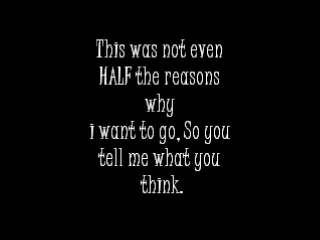 This was not even
HALF the reasons
why
i want to go, So you
tell me what you
think.